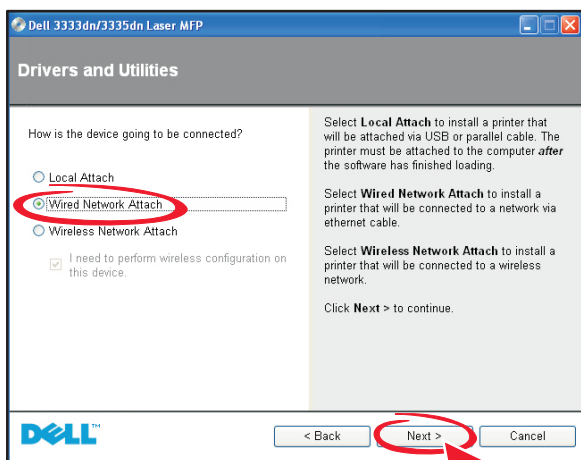 Dell 3333dn/3335dn Laser MFP
Drivers and Utilities
How is the device going to be connected?
Local Attach
Wired Network Attach
Wireless Network Attach
I need to perform wireless configuration on
this device.
Select Local Attach to install a printer that
will be attached via USB or parallel cable. The
printer must be attached to the computer after
the software has finished loading.
Select Wired Network Attach to install a
printer that will be connected to a network via
ethernet cable.
Select Wireless Network Attach to install a
printer that will be connected to a wireless
network.
Click Next > to continue.
DELL™
< Back
Next >
Cancel